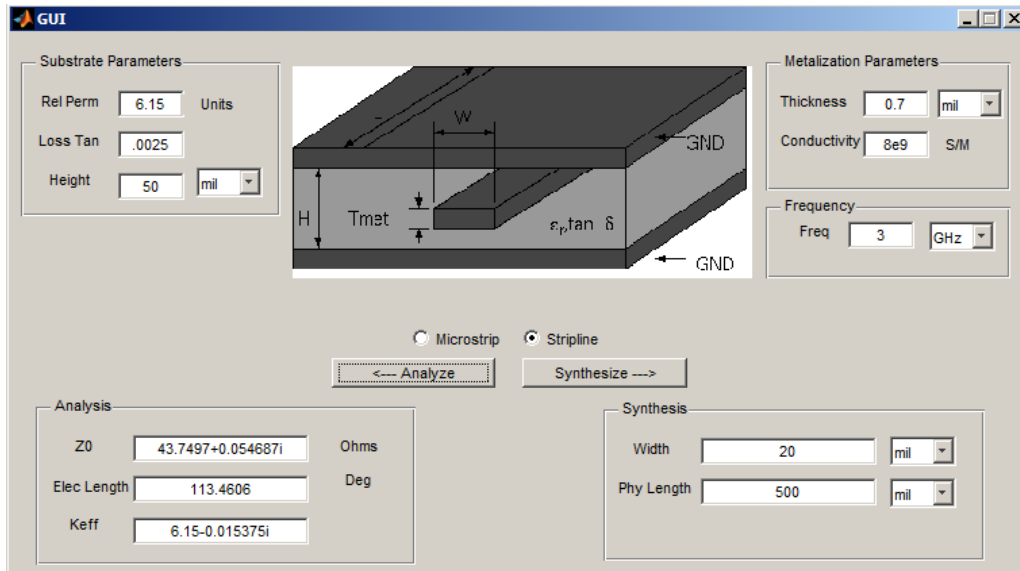 GUI
Substrate Parameters
Rel Perm 6.15 Units
Loss Tan .0025
Height 50 mil
W
GND
H
Tmet
εr,tan δ
GND
Metalization Parameters
Thickness 0.7 mil
Conductivity 8e9 S/M
Frequency
Freq 3 GHz
Microstrip Stripline
<--- Analyze Synthesize --->
Analysis
Z0 43.7497+0.054687i Ohms
Elec Length 113.4606 Deg
Keff 6.15-0.015375i
Synthesis
Width 20 mil
Phy Length 500 mil